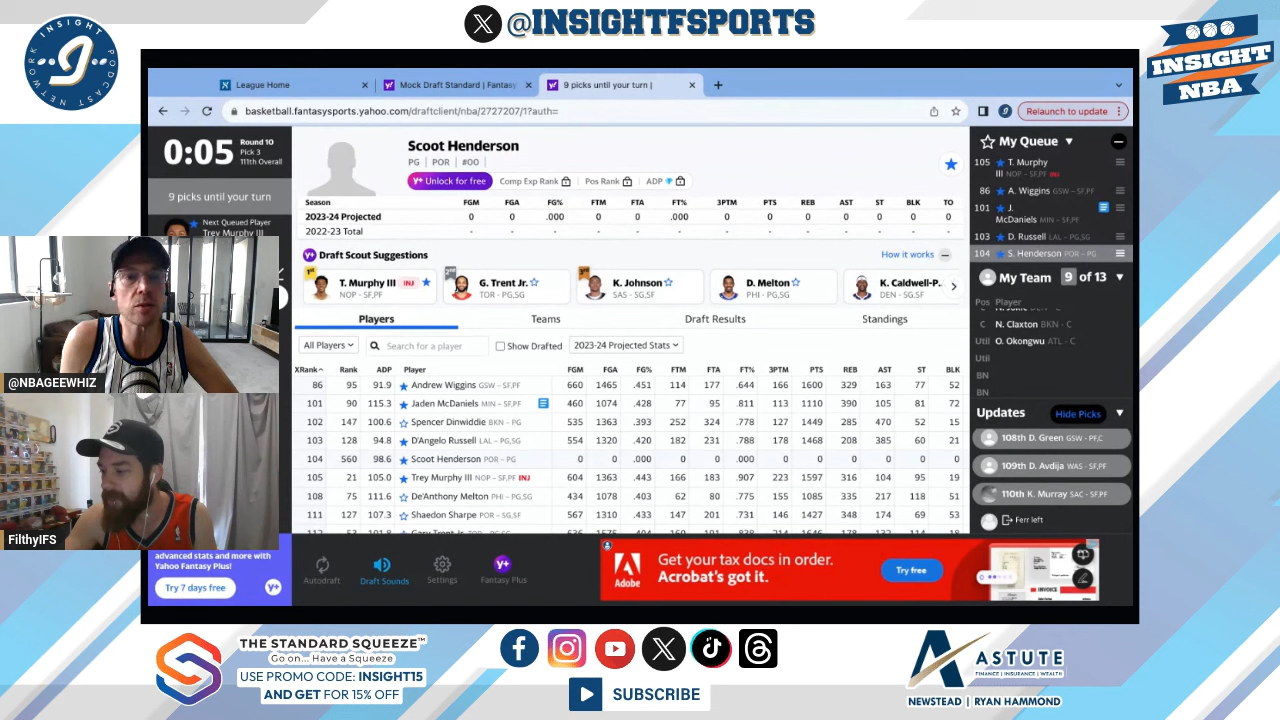 @INSIGHTFSPORTS
INSIGHT
PODCAST NETWORK
INSIGHT
NBA
League Home
Mock Draft Standard | Fantasy
9 picks until your turn |
basketball.fantasysports.yahoo.com/draftclient/nba/2727207/1?auth=
Relaunch to update
0:05
Round 10
Pick 3
111th Overall
9 picks until your turn
Next Queued Player
Trey Murphy III
Scoot Henderson
PG | POR | #00
Y+ Unlock for free
Comp Exp Rank
Pos Rank
ADP
Season FGM FGA FG% FTM FTA FT% 3PTM PTS REB AST ST BLK TO
2023-24 Projected 0 0 .000 0 0 .000 0 0 0 0 0 0 0
2022-23 Total - - - - - - - - - - - - -
Draft Scout Suggestions
How it works
T. Murphy III INJ
NOP - SF,PF
G. Trent Jr.
TOR - PG,SG
K. Johnson
SAS - SG,SF
D. Melton
PHI - PG,SG
K. Caldwell-P..
DEN - SG,SF
Players Teams Draft Results Standings
All Players
Search for a player
Show Drafted
2023-24 Projected Stats
XRank Rank ADP Player FGM FGA FG% FTM FTA FT% 3PTM PTS REB AST ST BLK
86 95 91.9 Andrew Wiggins GSW - SF,PF 660 1465 .451 114 177 .644 166 1600 329 163 77 52
101 90 115.3 Jaden McDaniels MIN - SF,PF 460 1074 .428 77 95 .811 113 1110 390 105 81 72
102 147 100.6 Spencer Dinwiddie BKN - PG 535 1363 .393 252 324 .778 127 1449 285 470 52 15
103 128 94.8 D'Angelo Russell LAL - PG,SG 554 1320 .420 182 231 .788 178 1468 208 385 60 21
104 560 98.6 Scoot Henderson POR - PG 0 0 .000 0 0 .000 0 0 0 0 0 0
105 21 105.0 Trey Murphy III NOP - SF,PF INJ 604 1363 .443 166 183 .907 223 1597 316 104 95 19
108 75 111.6 De'Anthony Melton PHI - PG,SG 434 1078 .403 62 80 .775 155 1085 335 217 118 51
111 127 107.3 Shaedon Sharpe POR - SG,SF 567 1310 .433 147 201 .731 146 1427 348 174 69 53
My Queue
105 T. Murphy
III NOP - SF,PF INJ
86 A. Wiggins GSW - SF,PF
101 J.
McDaniels MIN - SF,PF
103 D. Russell LAL - PG,SG
104 S. Henderson POR - PG
My Team 9 of 13
Pos Player
C N. Claxton BKN - C
Util O. Okongwu ATL - C
Util
BN
BN
Updates
Hide Picks
108th D. Green GSW - PF,C
109th D. Avdija WAS - SF,PF
110th K. Murray SAC - SF,PF
Ferr left
@NBAGEEWHIZ
FilthyIFS
advanced stats and more with
Yahoo Fantasy Plus!
Try 7 days free
Autodraft
Draft Sounds
Settings
Fantasy Plus
Adobe
Get your tax docs in order.
Acrobat's got it.
Try free
INVOICE
THE STANDARD SQUEEZE™
Go on... Have a Squeeze
USE PROMO CODE: INSIGHT15
AND GET FOR 15% OFF
SUBSCRIBE
ASTUTE
FINANCE | INSURANCE | WEALTH
NEWSTEAD | RYAN HAMMOND